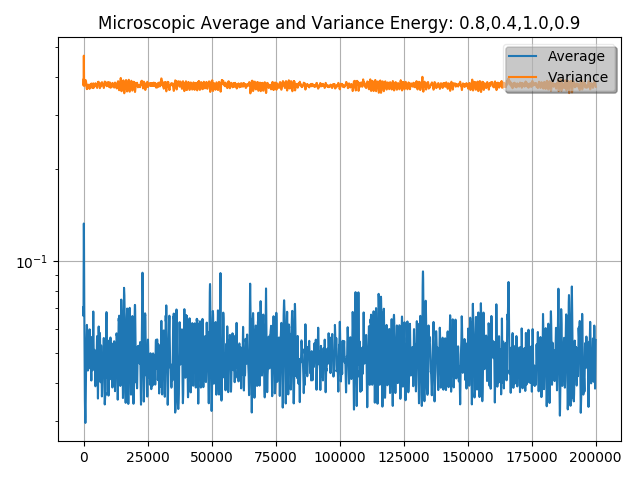 Microscopic Average and Variance Energy: 0.8,0.4,1.0,0.9
Average
Variance
10⁻¹
0 25000 50000 75000 100000 125000 150000 175000 200000